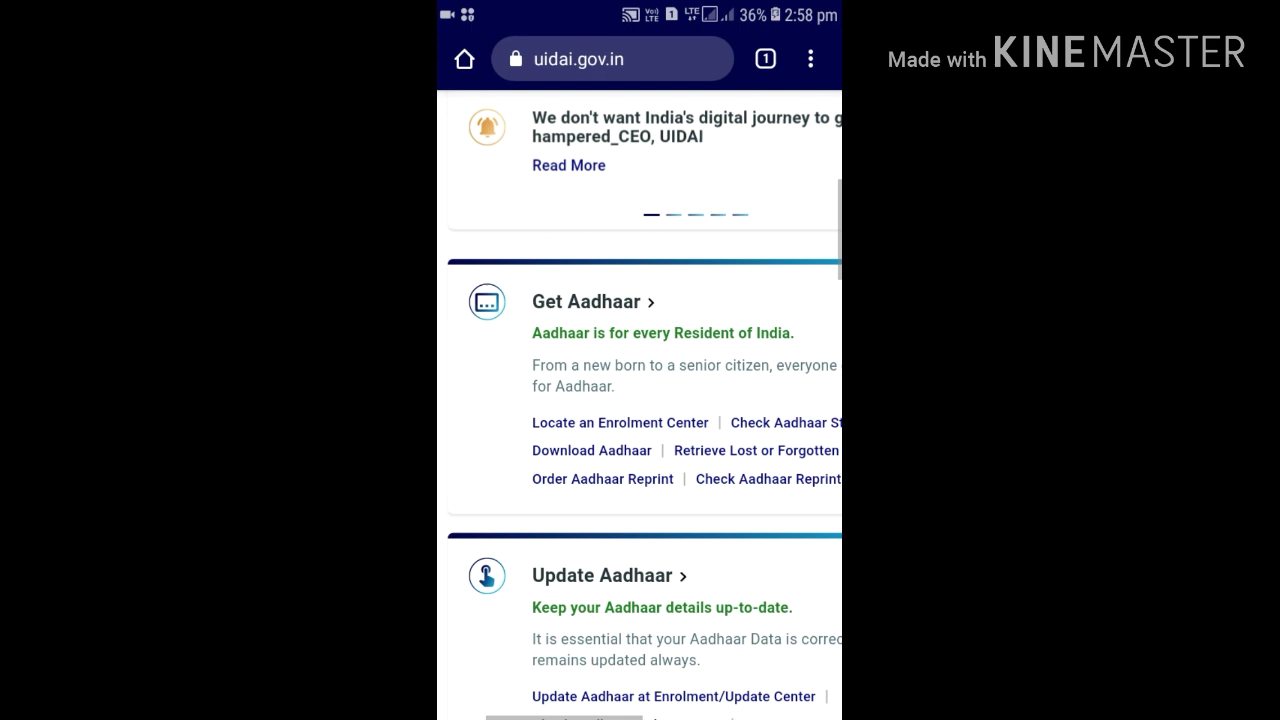 Vo) LTE 1 LTE 36% 2:58 pm
Made with KINEMASTER
uidai.gov.in 1
We don't want India's digital journey to g
hampered_CEO, UIDAI
Read More
Get Aadhaar >
Aadhaar is for every Resident of India.
From a new born to a senior citizen, everyone
for Aadhaar.
Locate an Enrolment Center | Check Aadhaar St
Download Aadhaar | Retrieve Lost or Forgotten
Order Aadhaar Reprint | Check Aadhaar Reprint
Update Aadhaar >
Keep your Aadhaar details up-to-date.
It is essential that your Aadhaar Data is correc
remains updated always.
Update Aadhaar at Enrolment/Update Center |